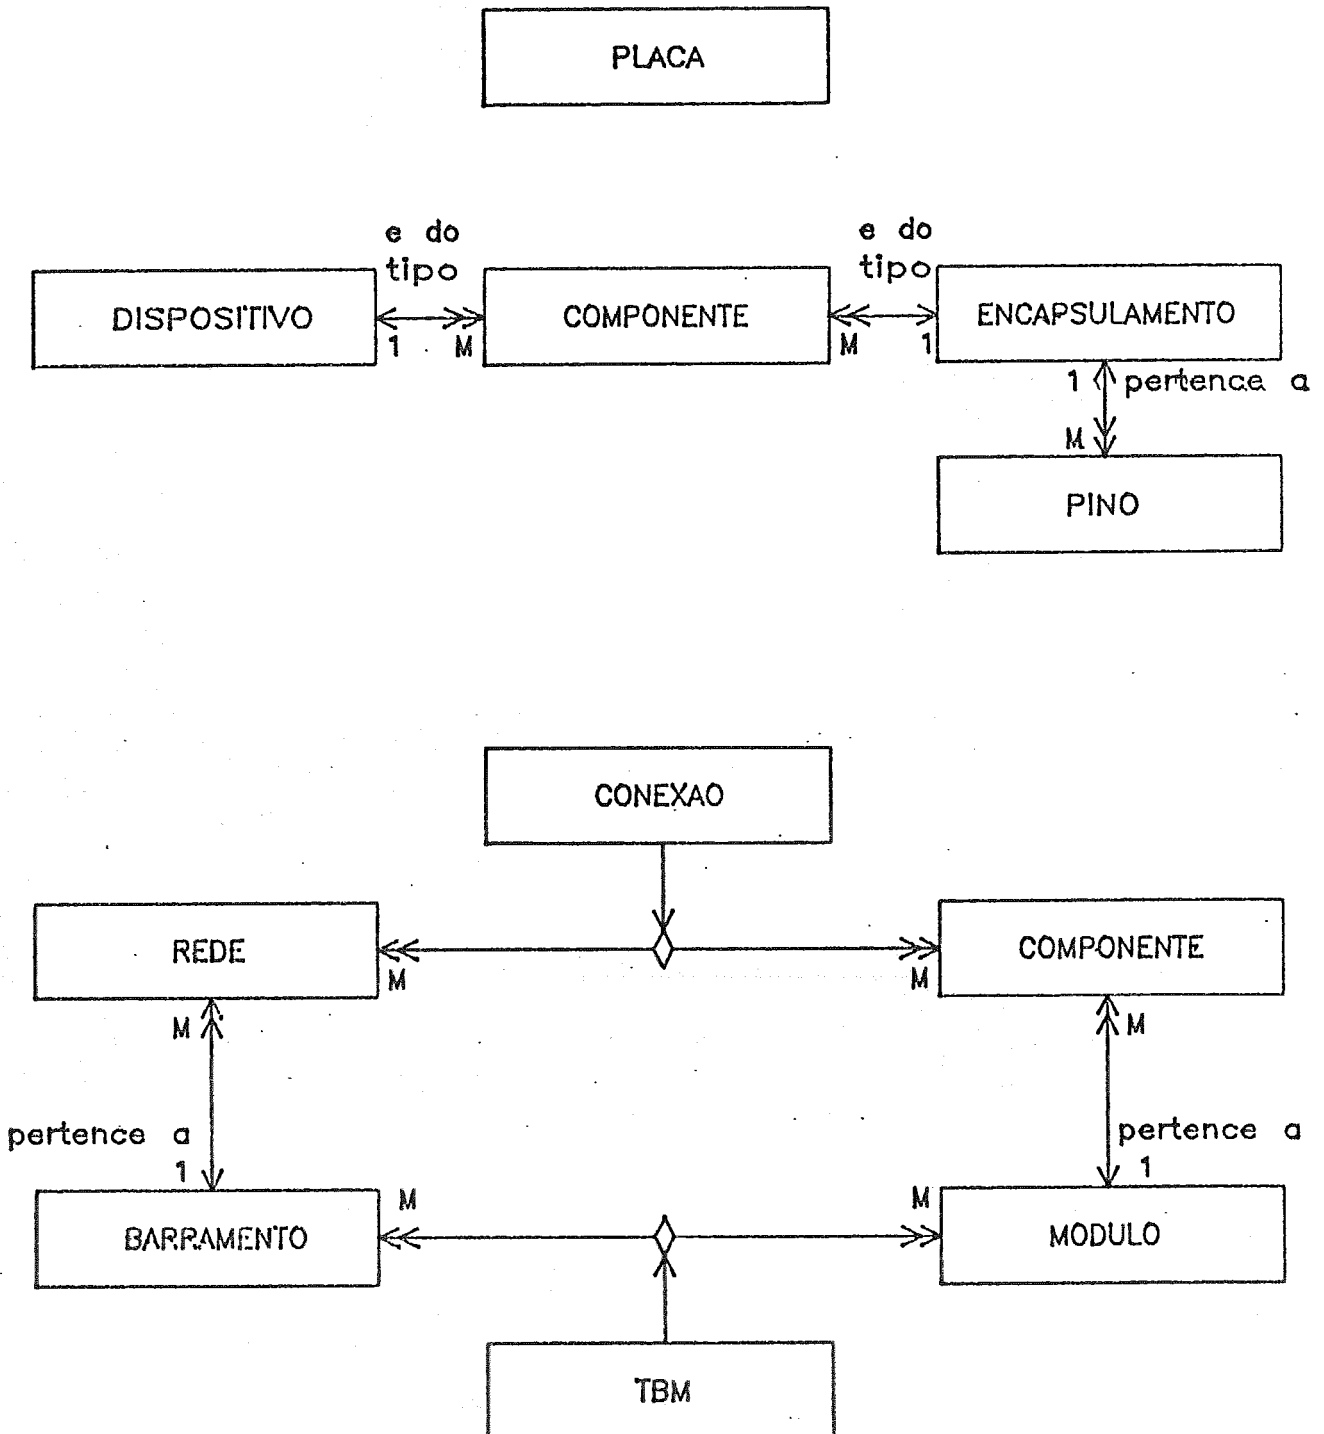 PLACA
e do
tipo
e do
tipo
DISPOSITIVO
COMPONENTE
ENCAPSULAMENTO
1
M
M
1
1
pertence a
M
PINO
CONEXAO
REDE
COMPONENTE
M
M
M
M
pertence a
1
pertence a
1
M
M
BARRAMENTO
MODULO
TBM